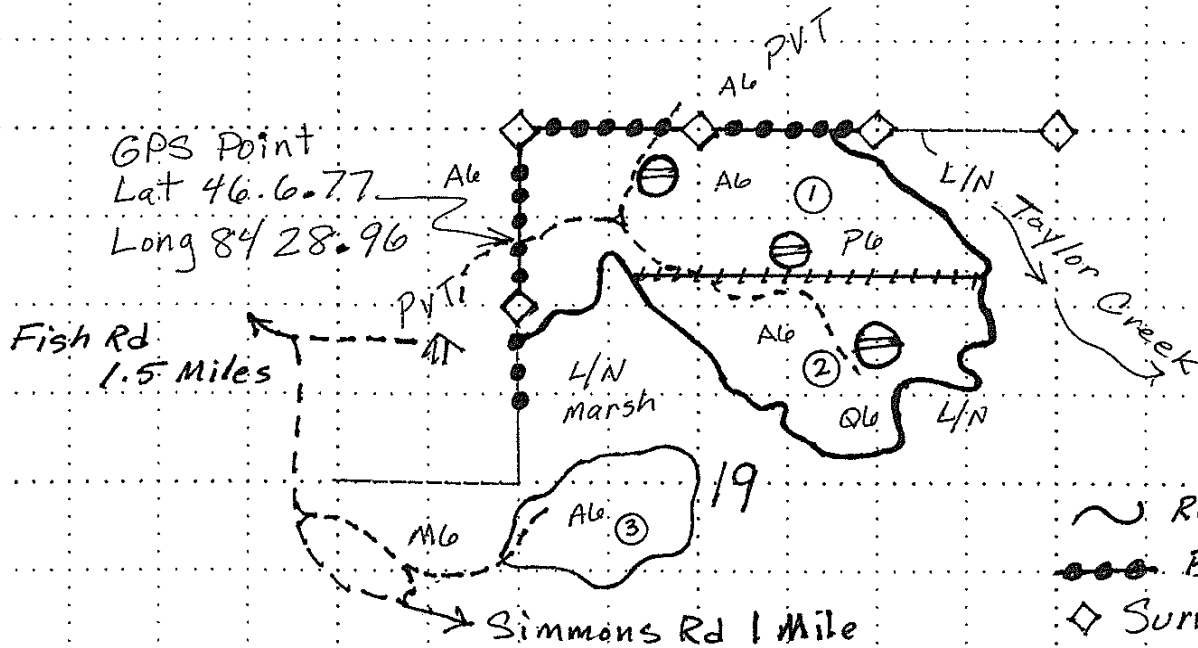 PVT
A6
GPS Point
Lat 46.6.77
Long 84 28.96
A6
A6
1
L/N
P6
Taylor Creek
PVT
Fish Rd
1.5 Miles
A6
2
L/N
marsh
Q6
L/N
19
A6
3
M6
Simmons Rd 1 Mile